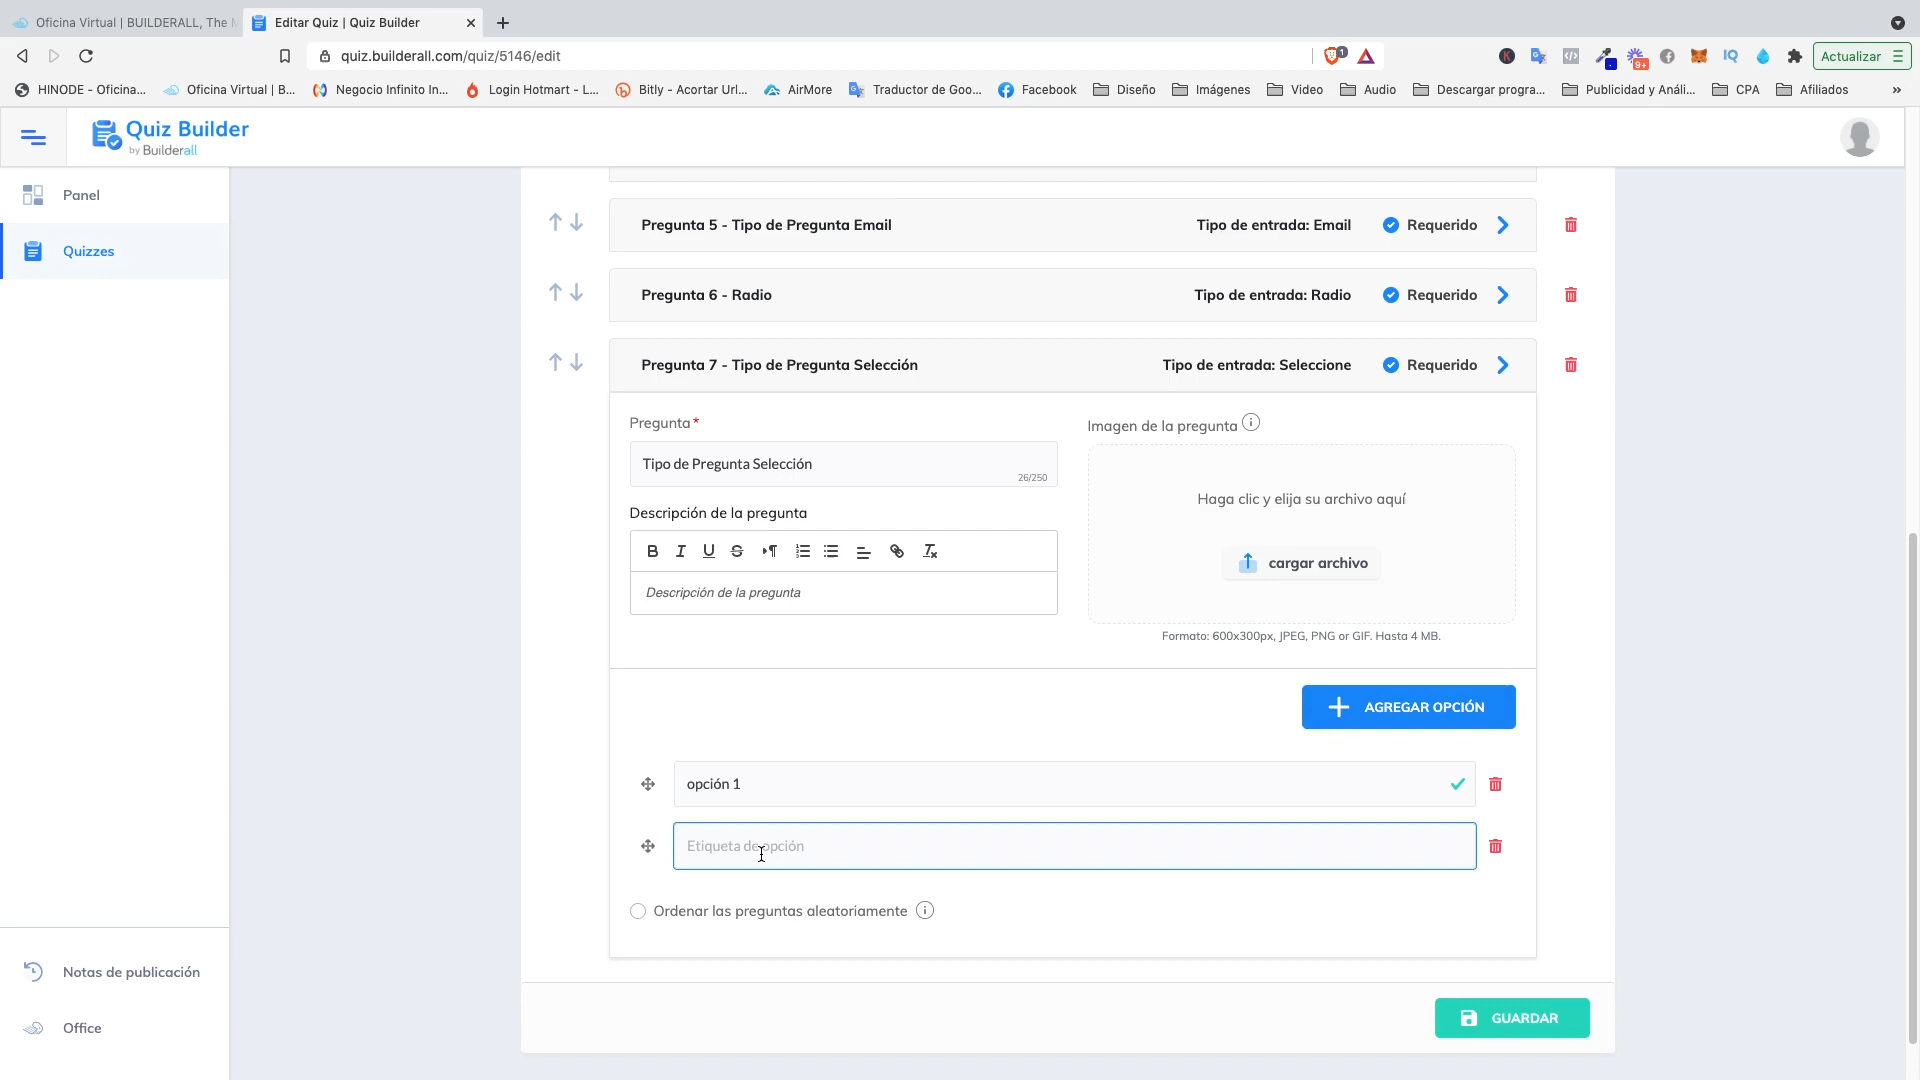 Oficina Virtual | BUILDERALL, The M
Editar Quiz | Quiz Builder
quiz.builderall.com/quiz/5146/edit
1
9+
Actualizar
HINODE - Oficina...
Oficina Virtual | B...
Negocio Infinito In...
Login Hotmart - L...
Bitly - Acortar Url...
AirMore
Traductor de Goo...
Facebook
Diseño
Imágenes
Video
Audio
Descargar progra...
Publicidad y Análi...
CPA
Afiliados
»
Quiz Builder
by Builderall
Panel
Quizzes
Pregunta 5 - Tipo de Pregunta Email
Tipo de entrada: Email
Requerido
Pregunta 6 - Radio
Tipo de entrada: Radio
Requerido
Pregunta 7 - Tipo de Pregunta Selección
Tipo de entrada: Seleccione
Requerido
Pregunta*
Tipo de Pregunta Selección
26/250
Descripción de la pregunta
B I U S
Descripción de la pregunta
Imagen de la pregunta
Haga clic y elija su archivo aquí
cargar archivo
Formato: 600x300px, JPEG, PNG or GIF. Hasta 4 MB.
AGREGAR OPCIÓN
opción 1
Etiqueta de opción
Ordenar las preguntas aleatoriamente
GUARDAR
Notas de publicación
Office